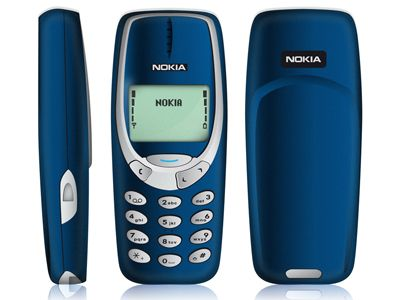 NOKIA
NOKIA
1
2abc
3def
4ghi
5jkl
6mno
7pqrs
8tuv
9wxyz
*+
0
#
NOKIA